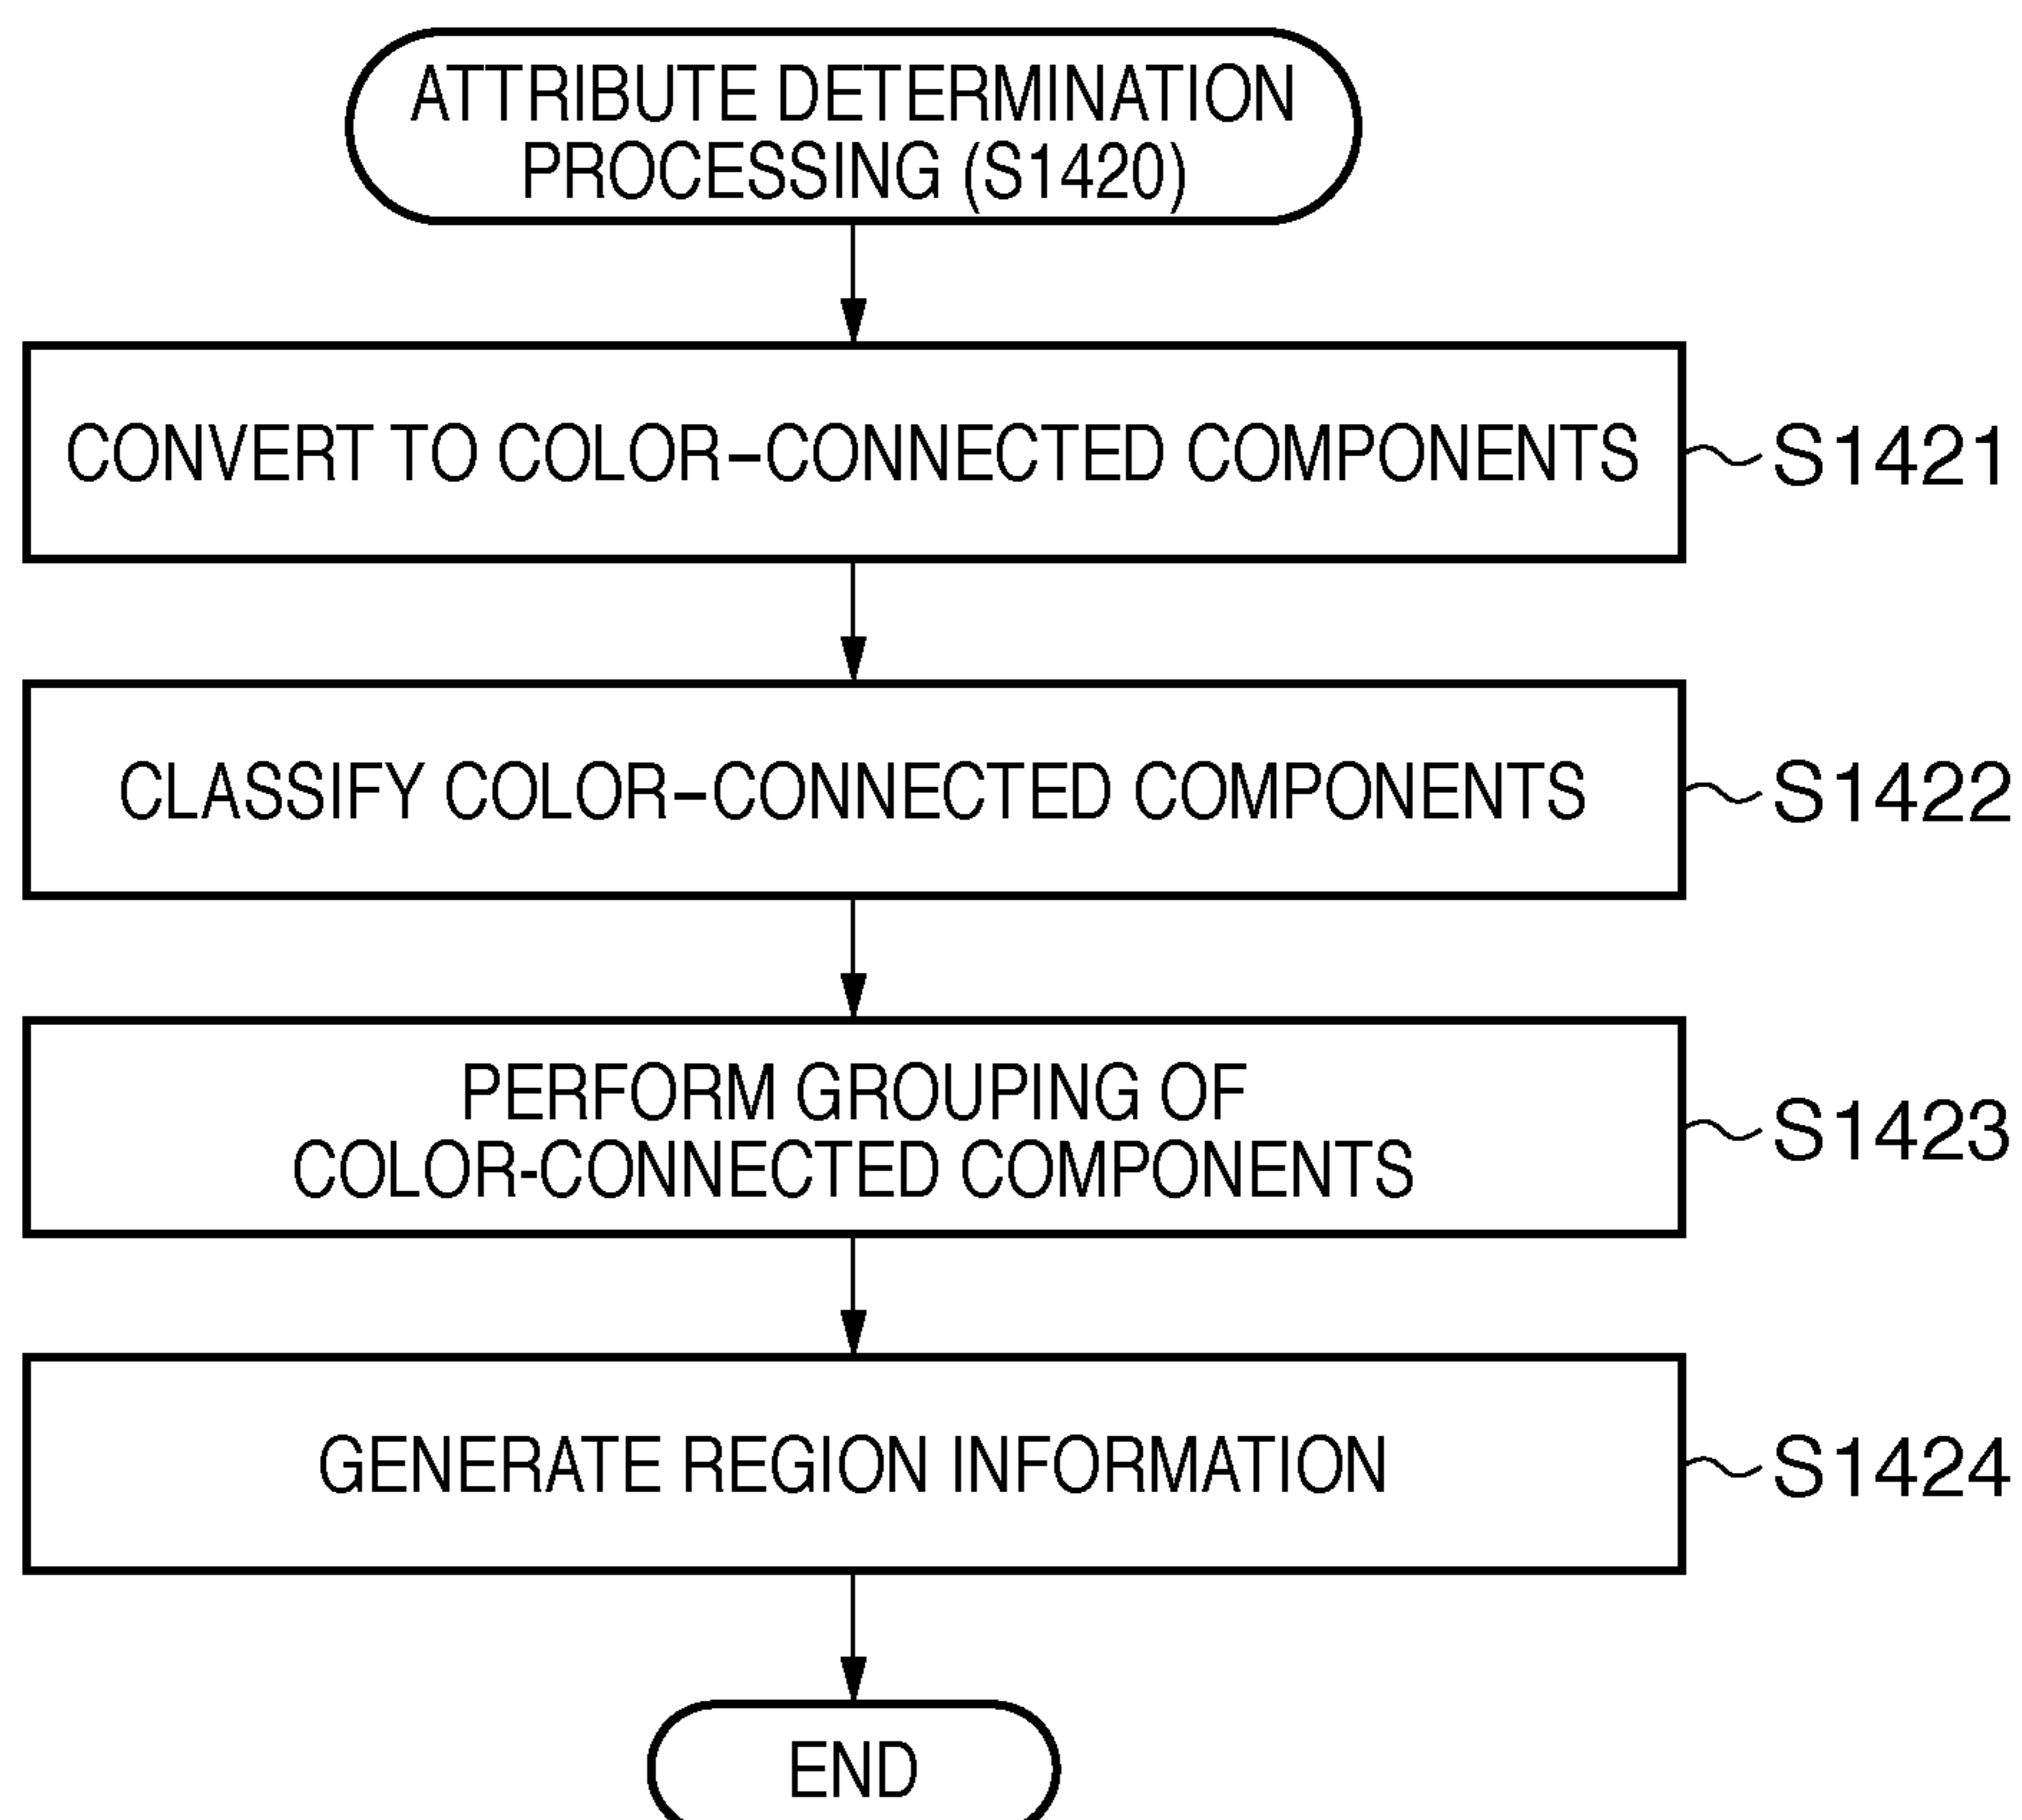 ATTRIBUTE DETERMINATION
PROCESSING (S1420)
CONVERT TO COLOR-CONNECTED COMPONENTS
S1421
CLASSIFY COLOR-CONNECTED COMPONENTS
S1422
PERFORM GROUPING OF
COLOR-CONNECTED COMPONENTS
S1423
GENERATE REGION INFORMATION
S1424
END